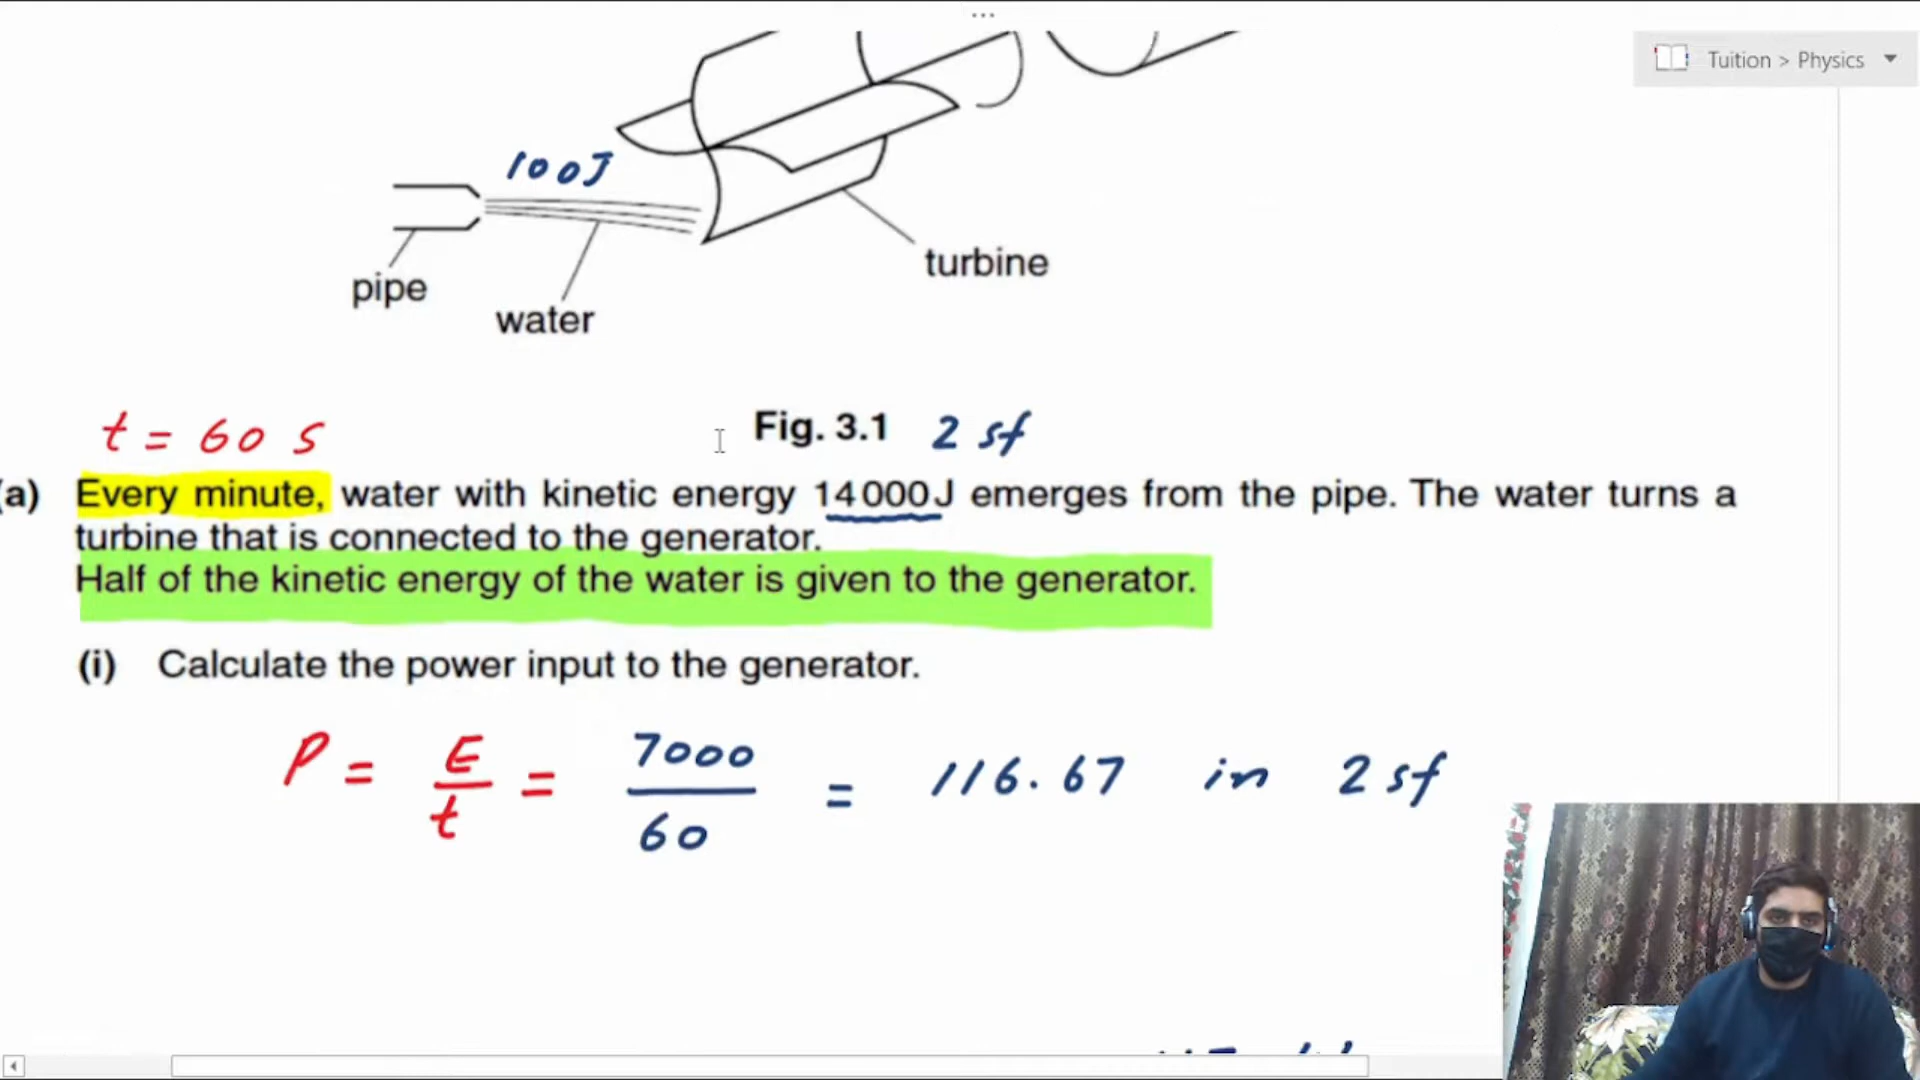 ...
Tuition > Physics
100J
pipe
water
turbine
t = 60 s
Fig. 3.1 2 sf
(a) Every minute, water with kinetic energy 14 000 J emerges from the pipe. The water turns a
turbine that is connected to the generator.
Half of the kinetic energy of the water is given to the generator.
(i) Calculate the power input to the generator.
P = E/t = 7000/60 = 116.67 in 2 sf